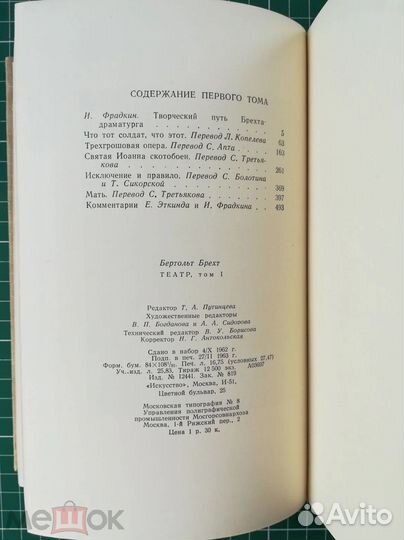 СОДЕРЖАНИЕ ПЕРВОГО ТОМА
И. Фрадкин. Творческий путь Брехта-
драматурга . . . . . . . . . . . 5
Что тот солдат, что этот. Перевод Л. Копелева 63
Трехгрошовая опера. Перевод С. Апта . . . 163
Святая Иоанна скотобоен. Перевод С. Третья-
кова . . . . . . . . . . . . . 261
Исключение и правило. Перевод С. Болотина
и Т. Сикорской . . . . . . . . . 369
Мать. Перевод С. Третьякова . . . . . . 397
Комментарии Е. Эткинда и И. Фрадкина . . 493
Бертольт Брехт
ТЕАТР, том I
Редактор Т. А. Путинцева
Художественные редакторы
В. П. Богданова и А. А. Сидорова
Технический редактор В. У. Борисова
Корректор Н. Г. Антокольская
Сдано в набор 4/X 1962 г.
Подп. в печ. 27/II 1963 г.
Форм. бум. 84×108¹/₃₂. Печ. л. 16,75 (условных 27,47)
Уч.-изд. л. 25,85. Тираж 12 500 экз. А03097
Изд. № 12441. Зак. № 819
„Искусство", Москва, И-51,
Цветной бульвар, 25
Московская типография № 8
Управления полиграфической
промышленности Мосгорсовнархоза
Москва, 1-й Рижский пер., 2
Цена 1 р. 30 к.
мешок
Avito